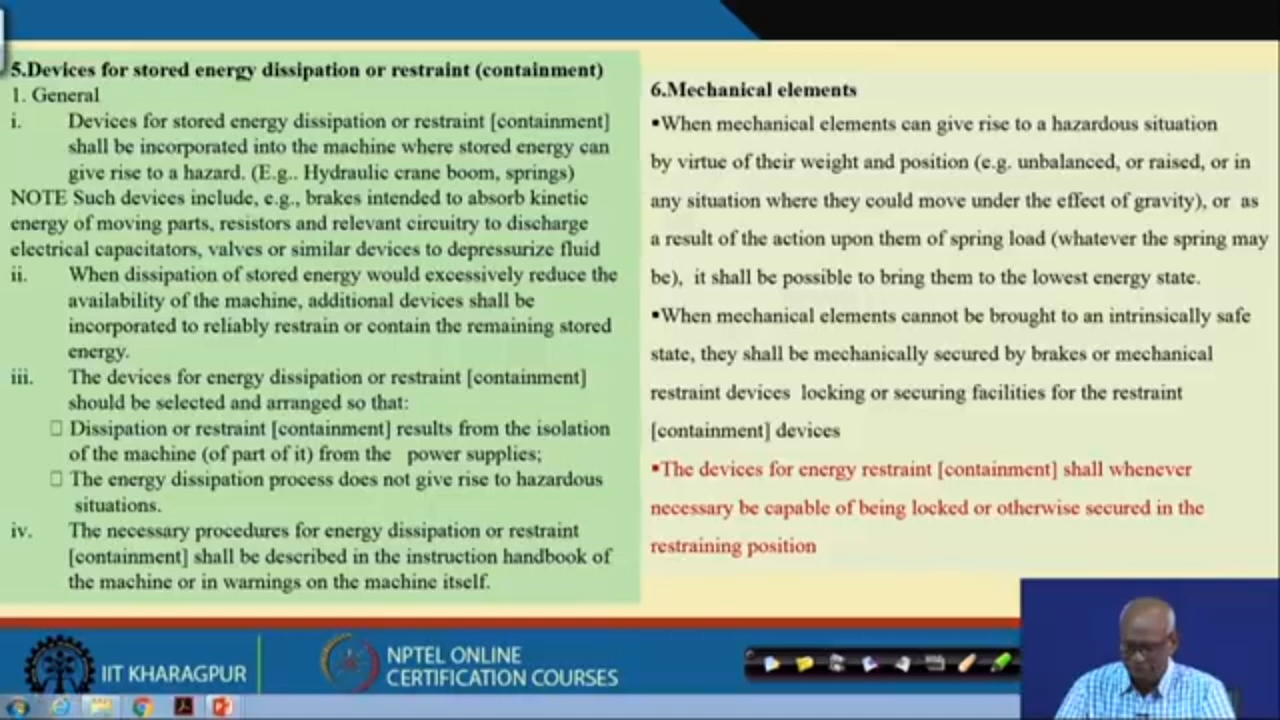 5.Devices for stored energy dissipation or restraint (containment)
1. General
i. Devices for stored energy dissipation or restraint [containment]
shall be incorporated into the machine where stored energy can
give rise to a hazard. (E.g.. Hydraulic crane boom, springs)
NOTE Such devices include, e.g., brakes intended to absorb kinetic
energy of moving parts, resistors and relevant circuitry to discharge
electrical capacitators, valves or similar devices to depressurize fluid
ii. When dissipation of stored energy would excessively reduce the
availability of the machine, additional devices shall be
incorporated to reliably restrain or contain the remaining stored
energy.
iii. The devices for energy dissipation or restraint [containment]
should be selected and arranged so that:
□ Dissipation or restraint [containment] results from the isolation
of the machine (of part of it) from the power supplies;
□ The energy dissipation process does not give rise to hazardous
situations.
iv. The necessary procedures for energy dissipation or restraint
[containment] shall be described in the instruction handbook of
the machine or in warnings on the machine itself.
6.Mechanical elements
▪When mechanical elements can give rise to a hazardous situation
by virtue of their weight and position (e.g. unbalanced, or raised, or in
any situation where they could move under the effect of gravity), or as
a result of the action upon them of spring load (whatever the spring may
be), it shall be possible to bring them to the lowest energy state.
▪When mechanical elements cannot be brought to an intrinsically safe
state, they shall be mechanically secured by brakes or mechanical
restraint devices locking or securing facilities for the restraint
[containment] devices
▪The devices for energy restraint [containment] shall whenever
necessary be capable of being locked or otherwise secured in the
restraining position
IIT KHARAGPUR
NPTEL ONLINE
CERTIFICATION COURSES